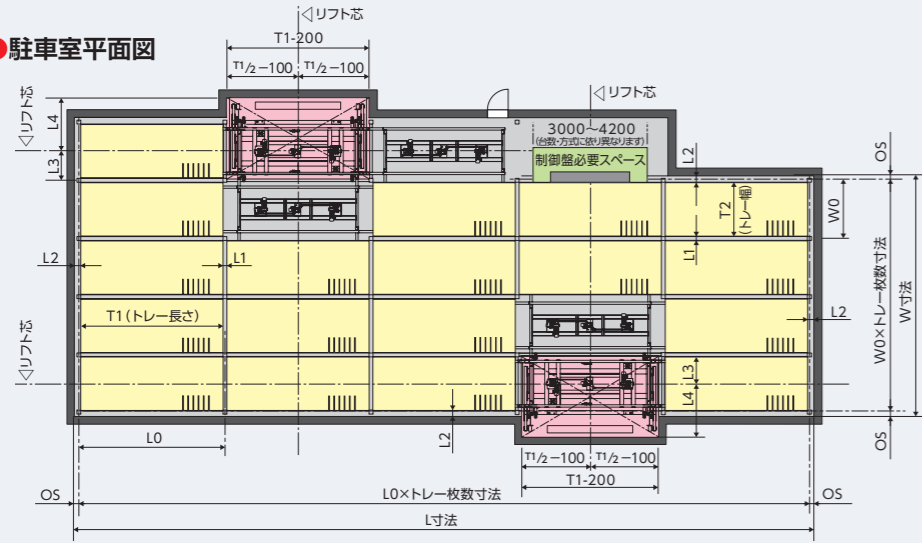 駐車室平面図
◁リフト芯
T1-200
T1/2−100
T1/2−100
◁リフト芯
◁リフト芯
L4
L3
3000〜4200
(台数・方式に依り異なります)
制御盤必要スペース
L2
OS
T2
(トレー幅)
W0
L1
L2
L1
T1(トレー長さ)
W0×トレー枚数寸法
W寸法
L2
◁リフト芯
L3
L4
L2
OS
L0
T1/2−100
T1/2−100
T1-200
OS
L0×トレー枚数寸法
OS
L寸法